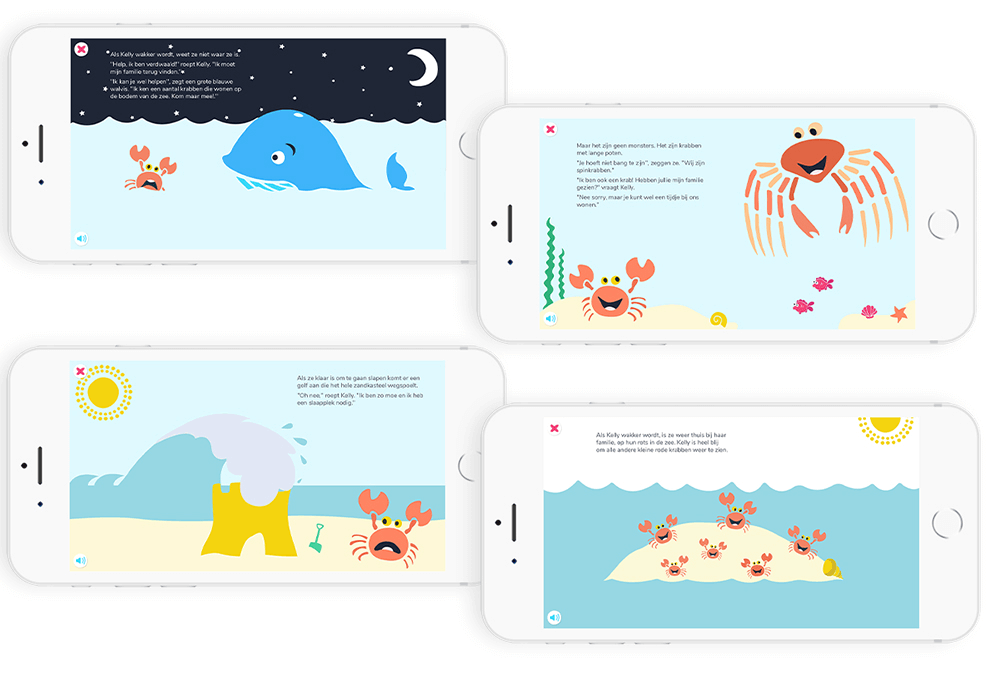 Als Kelly wakker wordt, weet ze niet waar ze is.
"Help, ik ben verdwaald!" roept Kelly. "Ik moet
mijn familie terug vinden."
"Ik kan je wel helpen", zegt een grote blauwe
walvis. "Ik ken een aantal krabben die wonen op
de bodem van de zee. Kom maar mee!"
Maar het zijn geen monsters. Het zijn krabben
met lange poten.
"Je hoeft niet bang te zijn", zeggen ze. "Wij zijn
spinkrabben."
"Ik ben ook een krab! Hebben jullie mijn familie
gezien?" vraagt Kelly.
"Nee sorry, maar je kunt wel een tijdje bij ons
wonen."
Als ze klaar is om te gaan slapen komt er een
golf aan die het hele zandkasteel wegspoelt.
"Oh nee," roept Kelly, "Ik ben zo moe en ik heb
een slaapplek nodig."
Als Kelly wakker wordt, is ze weer thuis bij haar
familie, op hun rots in de zee. Kelly is heel blij
om alle andere kleine rode krabben weer te zien.